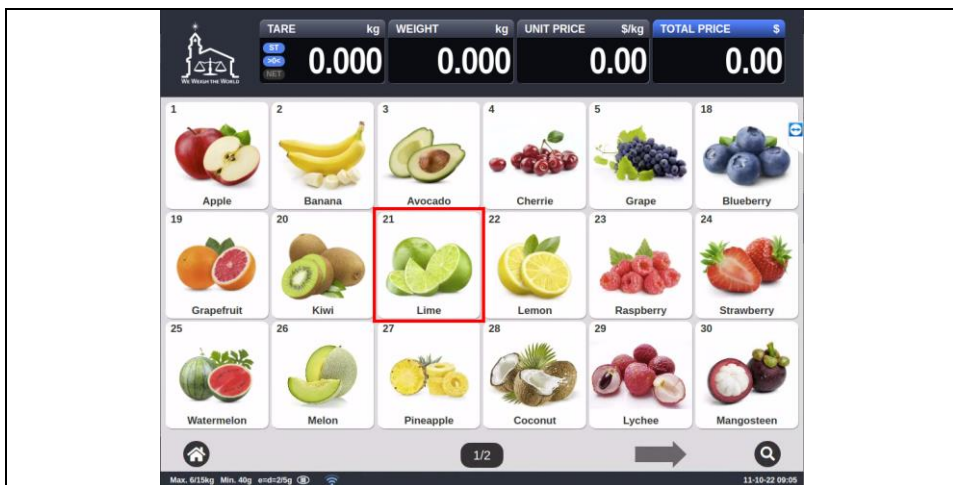 TARE kg WEIGHT kg UNIT PRICE $/kg TOTAL PRICE $
ST
>0<
NET
0.000 0.000 0.00 0.00
WE WEIGH THE WORLD
1 2 3 4 5 18
Apple Banana Avocado Cherrie Grape Blueberry
19 20 21 22 23 24
Grapefruit Kiwi Lime Lemon Raspberry Strawberry
25 26 27 28 29 30
Watermelon Melon Pineapple Coconut Lychee Mangosteen
1/2
Max. 6/15kg Min. 40g e=d=2/5g 11-10-22 09:05